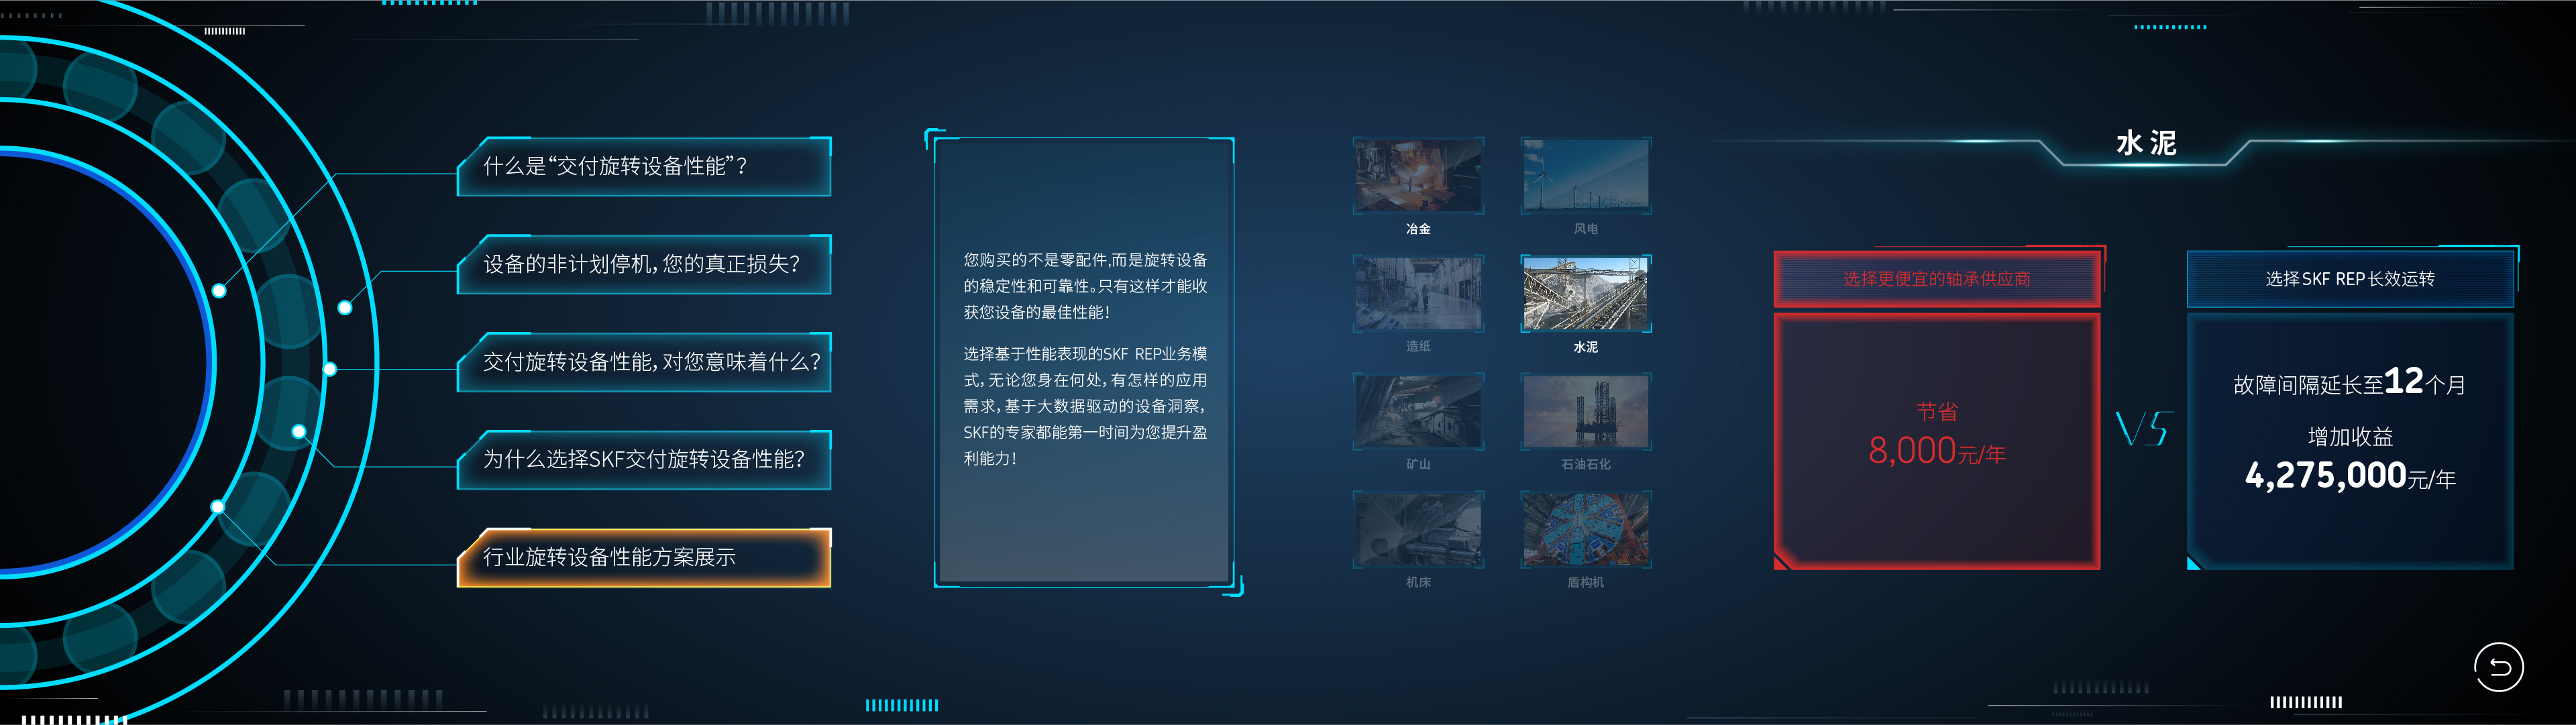 什么是“交付旋转设备性能”？
设备的非计划停机，您的真正损失？
交付旋转设备性能，对您意味着什么？
为什么选择SKF交付旋转设备性能？
行业旋转设备性能方案展示
您购买的不是零配件,而是旋转设备
的稳定性和可靠性。只有这样才能收
获您设备的最佳性能！
选择基于性能表现的SKF REP业务模
式，无论您身在何处，有怎样的应用
需求，基于大数据驱动的设备洞察，
SKF的专家都能第一时间为您提升盈
利能力！
冶金
风电
造纸
水泥
矿山
石油石化
机床
盾构机
水泥
选择更便宜的轴承供应商
节省
8,000元/年
VS
选择SKF REP长效运转
故障间隔延长至12个月
增加收益
4,275,000元/年